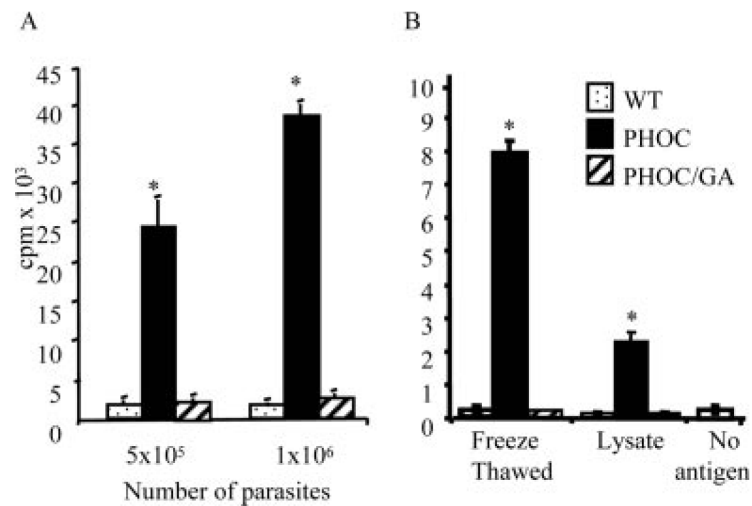 A
cpm x 10³
45
40
35
30
25
20
15
10
5
0
*
*
5x10⁵
1x10⁶
Number of parasites
B
10
9
8
7
6
5
4
3
2
1
0
*
*
WT
PHOC
PHOC/GA
Freeze
Thawed
Lysate
No
antigen